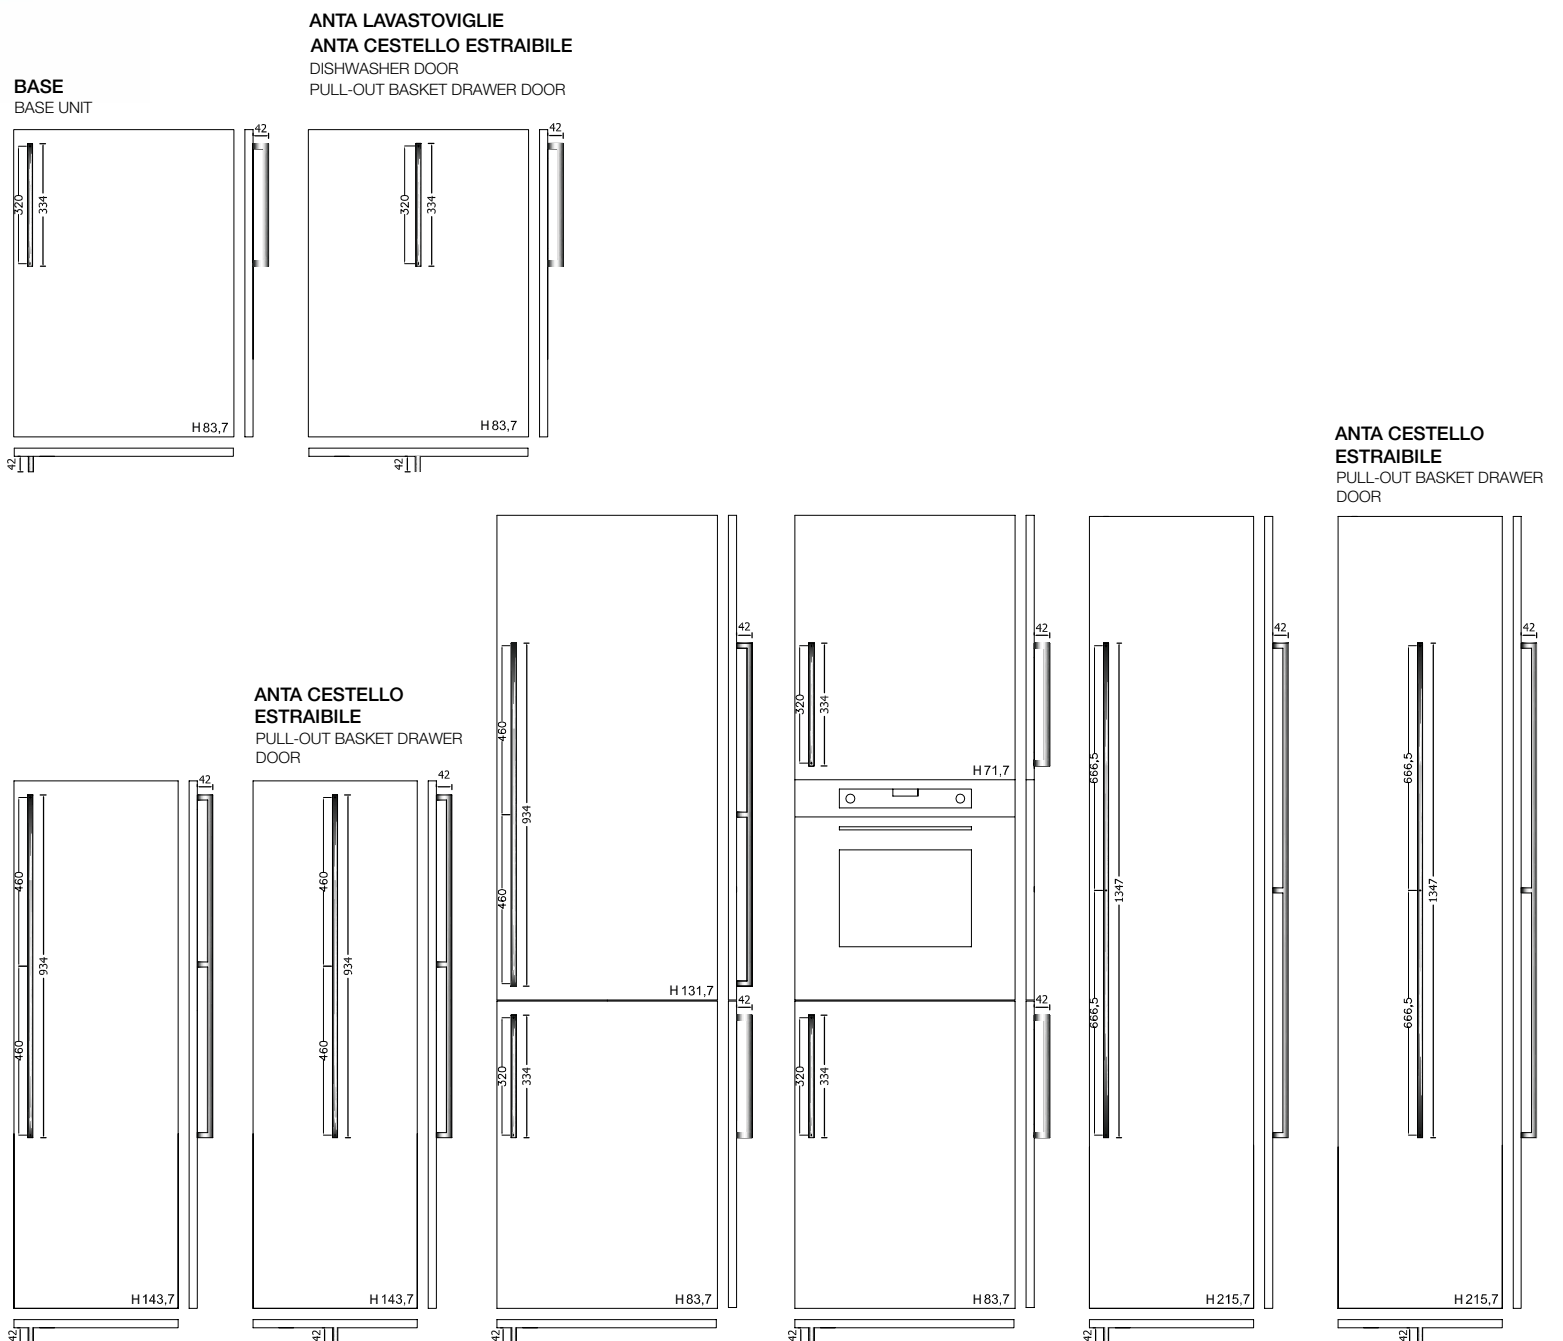 ANTA LAVASTOVIGLIE
ANTA CESTELLO ESTRAIBILE
DISHWASHER DOOR
PULL-OUT BASKET DRAWER DOOR
BASE
BASE UNIT
42
320
334
H 83,7
42
42
320
334
H 83,7
42
ANTA CESTELLO
ESTRAIBILE
PULL-OUT BASKET DRAWER
DOOR
ANTA CESTELLO
ESTRAIBILE
PULL-OUT BASKET DRAWER
DOOR
42
460
934
460
H 143,7
42
42
460
934
460
H 143,7
42
42
460
934
460
H 131,7
42
320
334
H 83,7
42
42
320
334
H 71,7
42
320
334
H 83,7
42
42
666,5
1347
666,5
H 215,7
42
42
666,5
1347
666,5
H 215,7
42